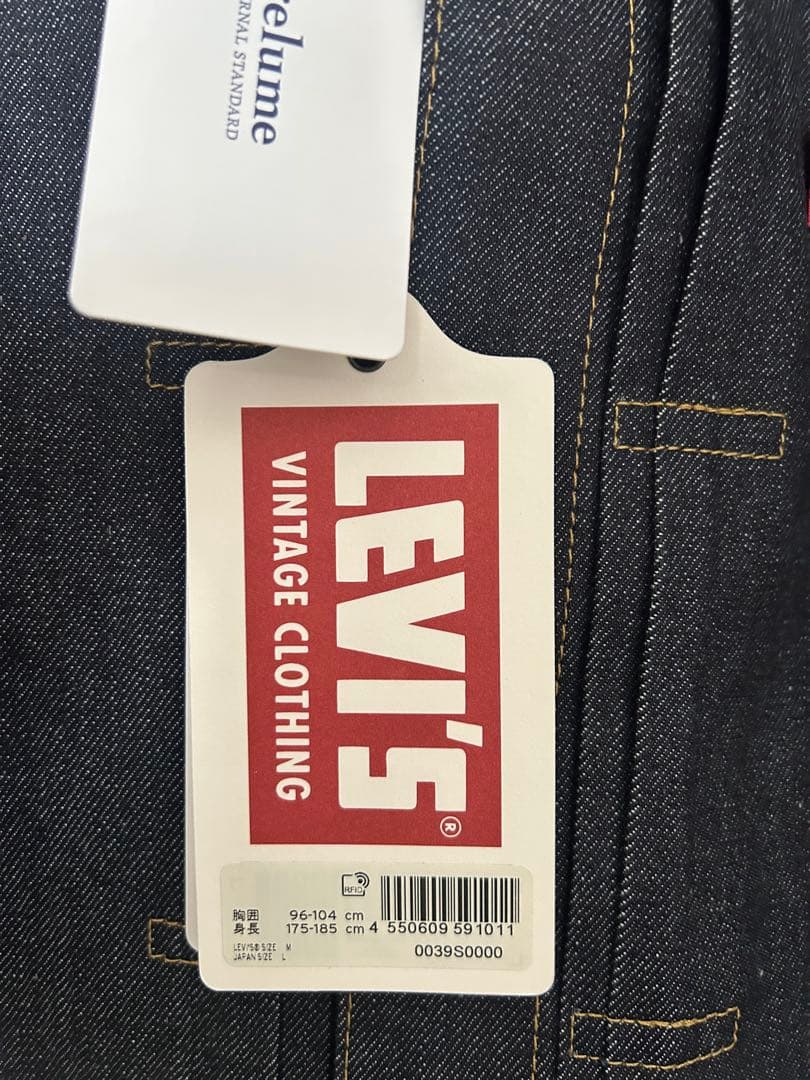 relume
RNAL STANDARD
LEVI'S®
VINTAGE CLOTHING
RFID
胸囲 96-104 cm
身長 175-185 cm
LEVI'S® SIZE M
JAPAN SIZE L
4 550609 591011
0039S0000